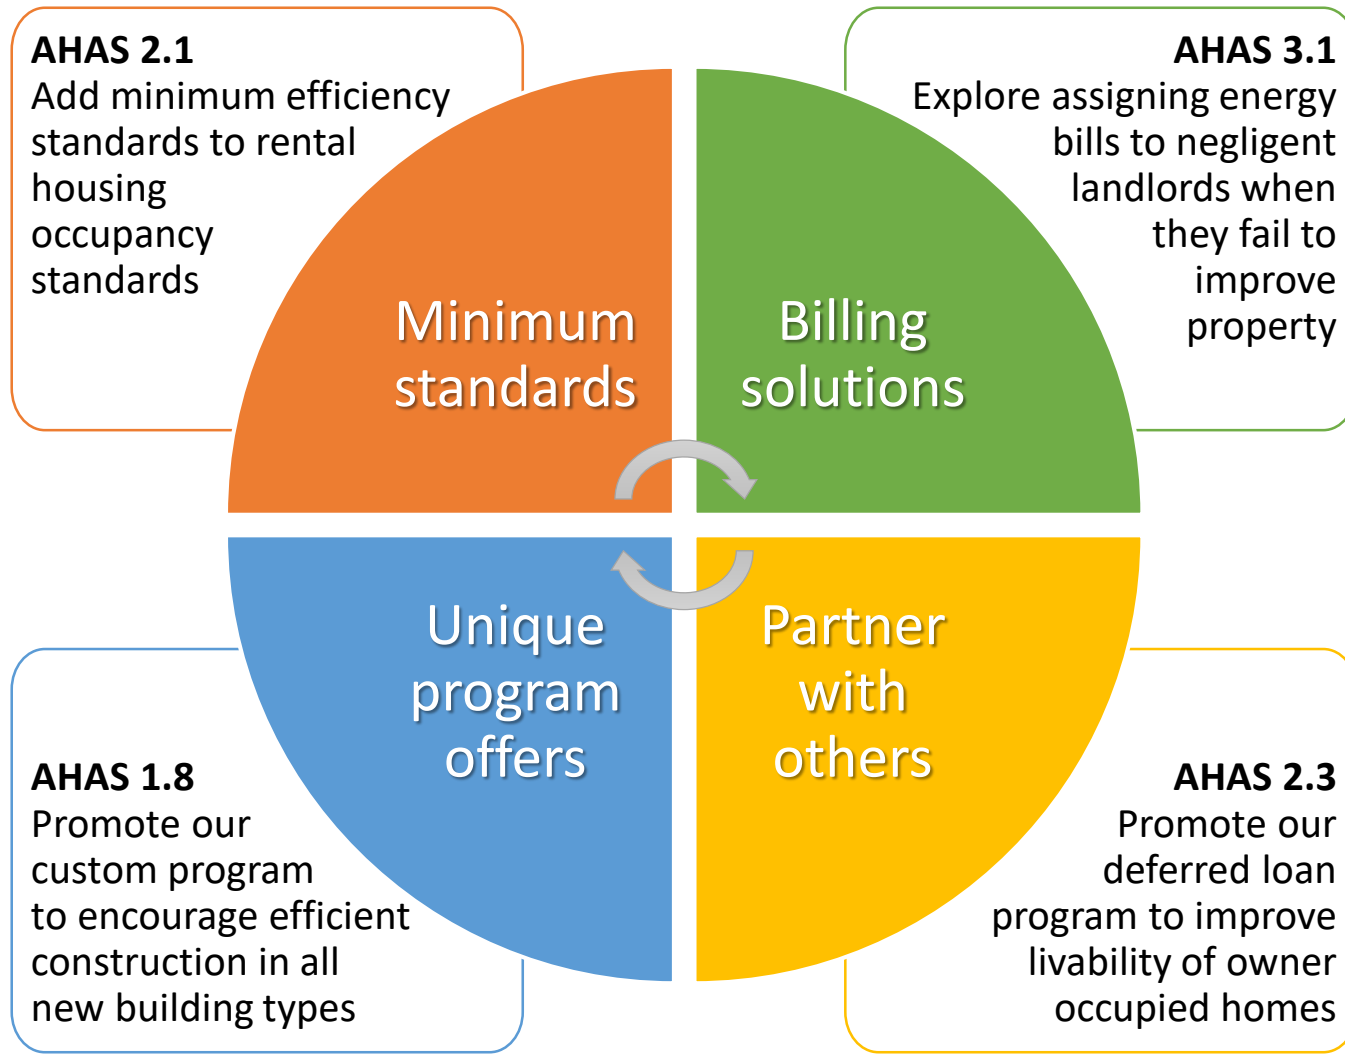 AHAS 2.1
Add minimum efficiency
standards to rental
housing
occupancy
standards
AHAS 3.1
Explore assigning energy
bills to negligent
landlords when
they fail to
improve
property
Minimum
standards
Billing
solutions
Unique
program
offers
Partner
with
others
AHAS 1.8
Promote our
custom program
to encourage efficient
construction in all
new building types
AHAS 2.3
Promote our
deferred loan
program to improve
livability of owner
occupied homes